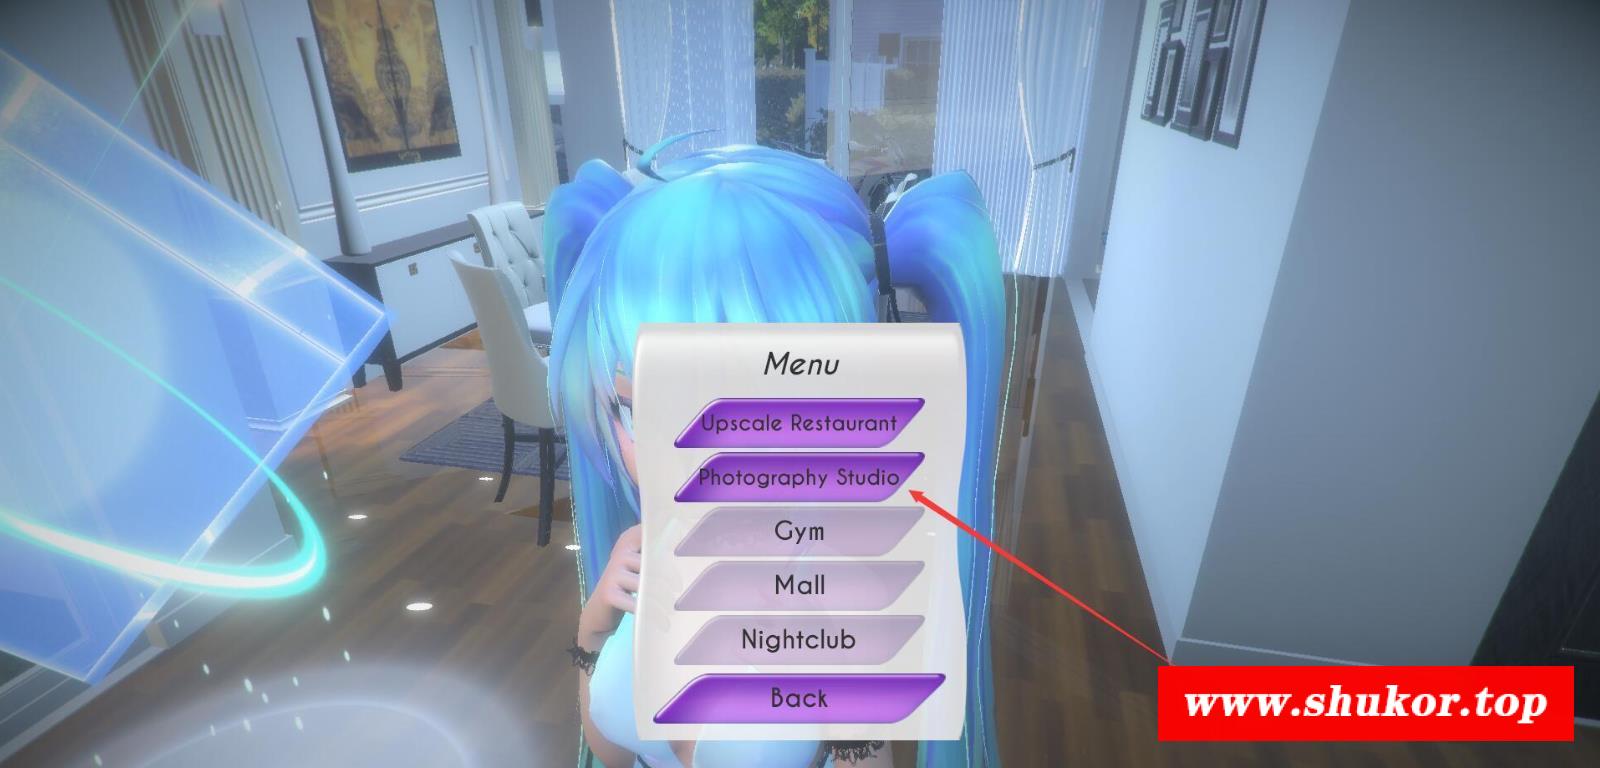 Menu
Upscale Restaurant
Photography Studio
Gym
Mall
Nightclub
Back
www.shukor.top